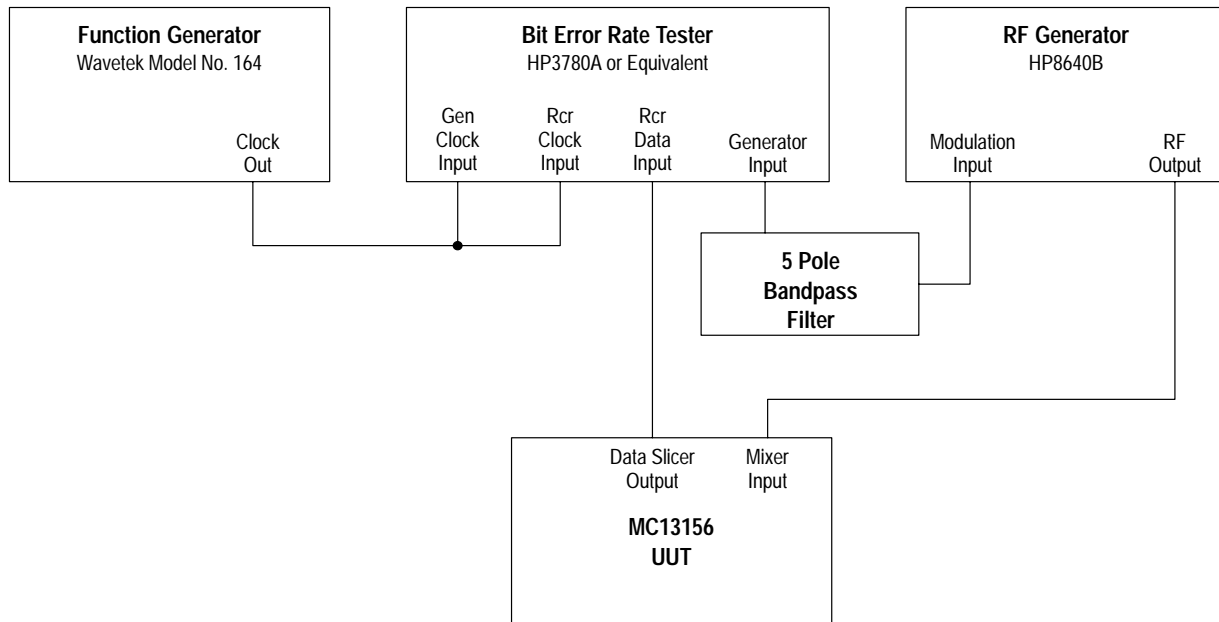 Function Generator
Wavetek Model No. 164
Clock
Out
Bit Error Rate Tester
HP3780A or Equivalent
Gen
Clock
Input
Rcr
Clock
Input
Rcr
Data
Input
Generator
Input
RF Generator
HP8640B
Modulation
Input
RF
Output
5 Pole
Bandpass
Filter
Data Slicer
Output
Mixer
Input
MC13156
UUT